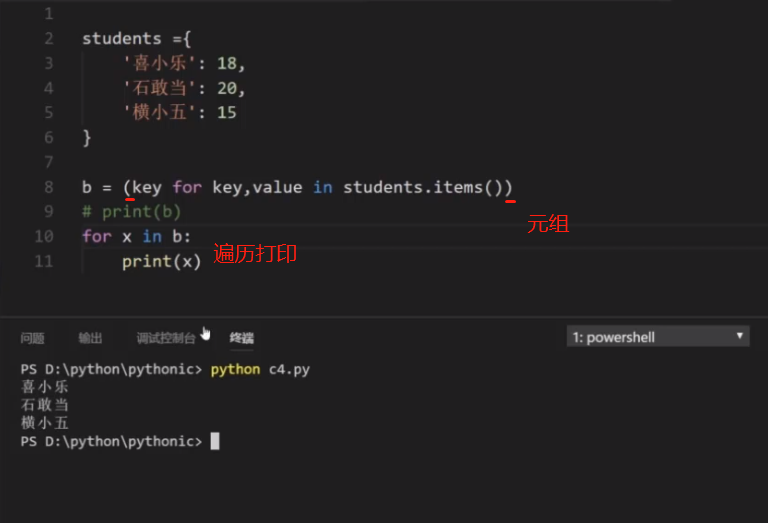 1
2 students ={
3 '喜小乐': 18,
4 '石敢当': 20,
5 '横小五': 15
6 }
7
8 b = (key for key,value in students.items())
9 # print(b)
元组
10 for x in b:
11 print(x)
遍历打印
问题 输出 调试控制台 终端 1: powershell
PS D:\python\pythonic> python c4.py
喜小乐
石敢当
横小五
PS D:\python\pythonic>